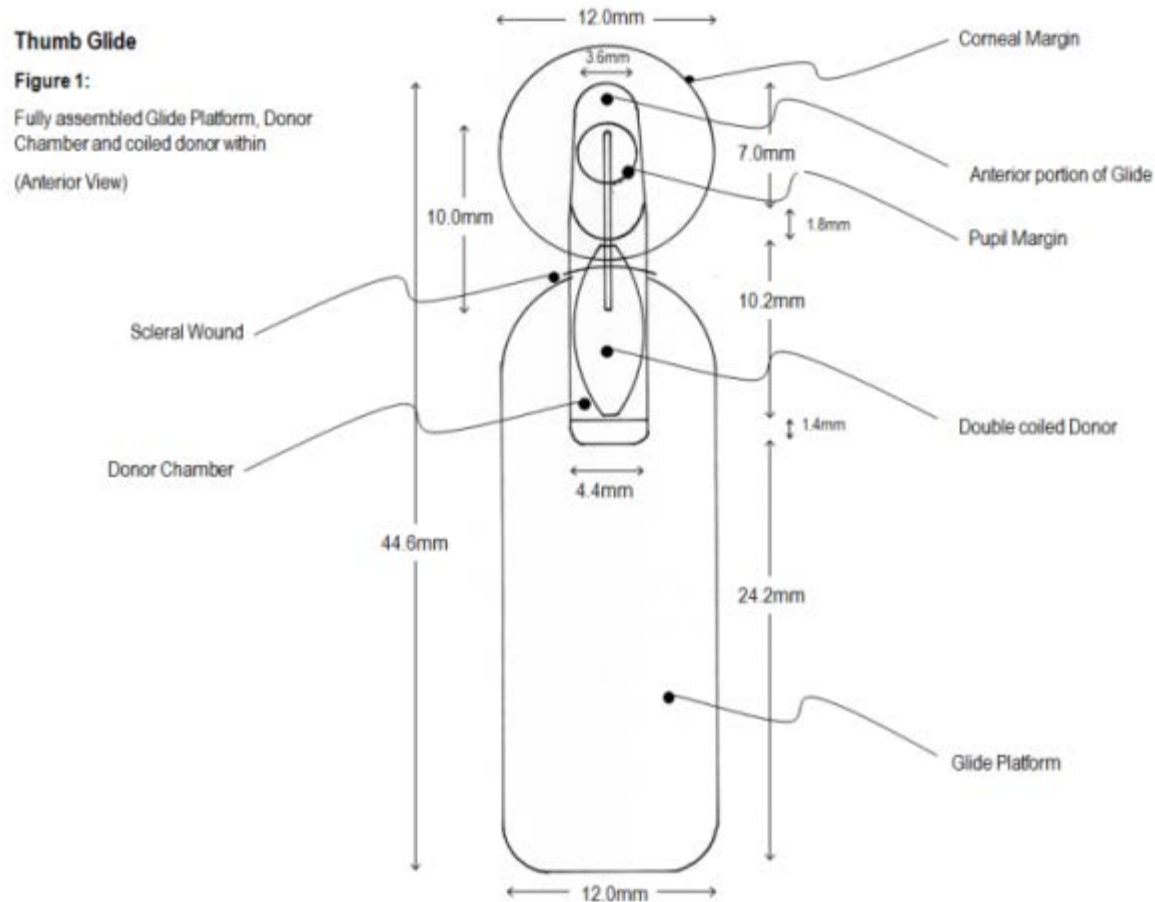 Thumb Glide
Figure 1:
Fully assembled Glide Platform, Donor
Chamber and coiled donor within
(Anterior View)
12.0mm
Corneal Margin
3.6mm
7.0mm
Anterior portion of Glide
10.0mm
1.8mm
Pupil Margin
10.2mm
Scleral Wound
1.4mm
Double coiled Donor
Donor Chamber
4.4mm
44.6mm
24.2mm
Glide Platform
12.0mm